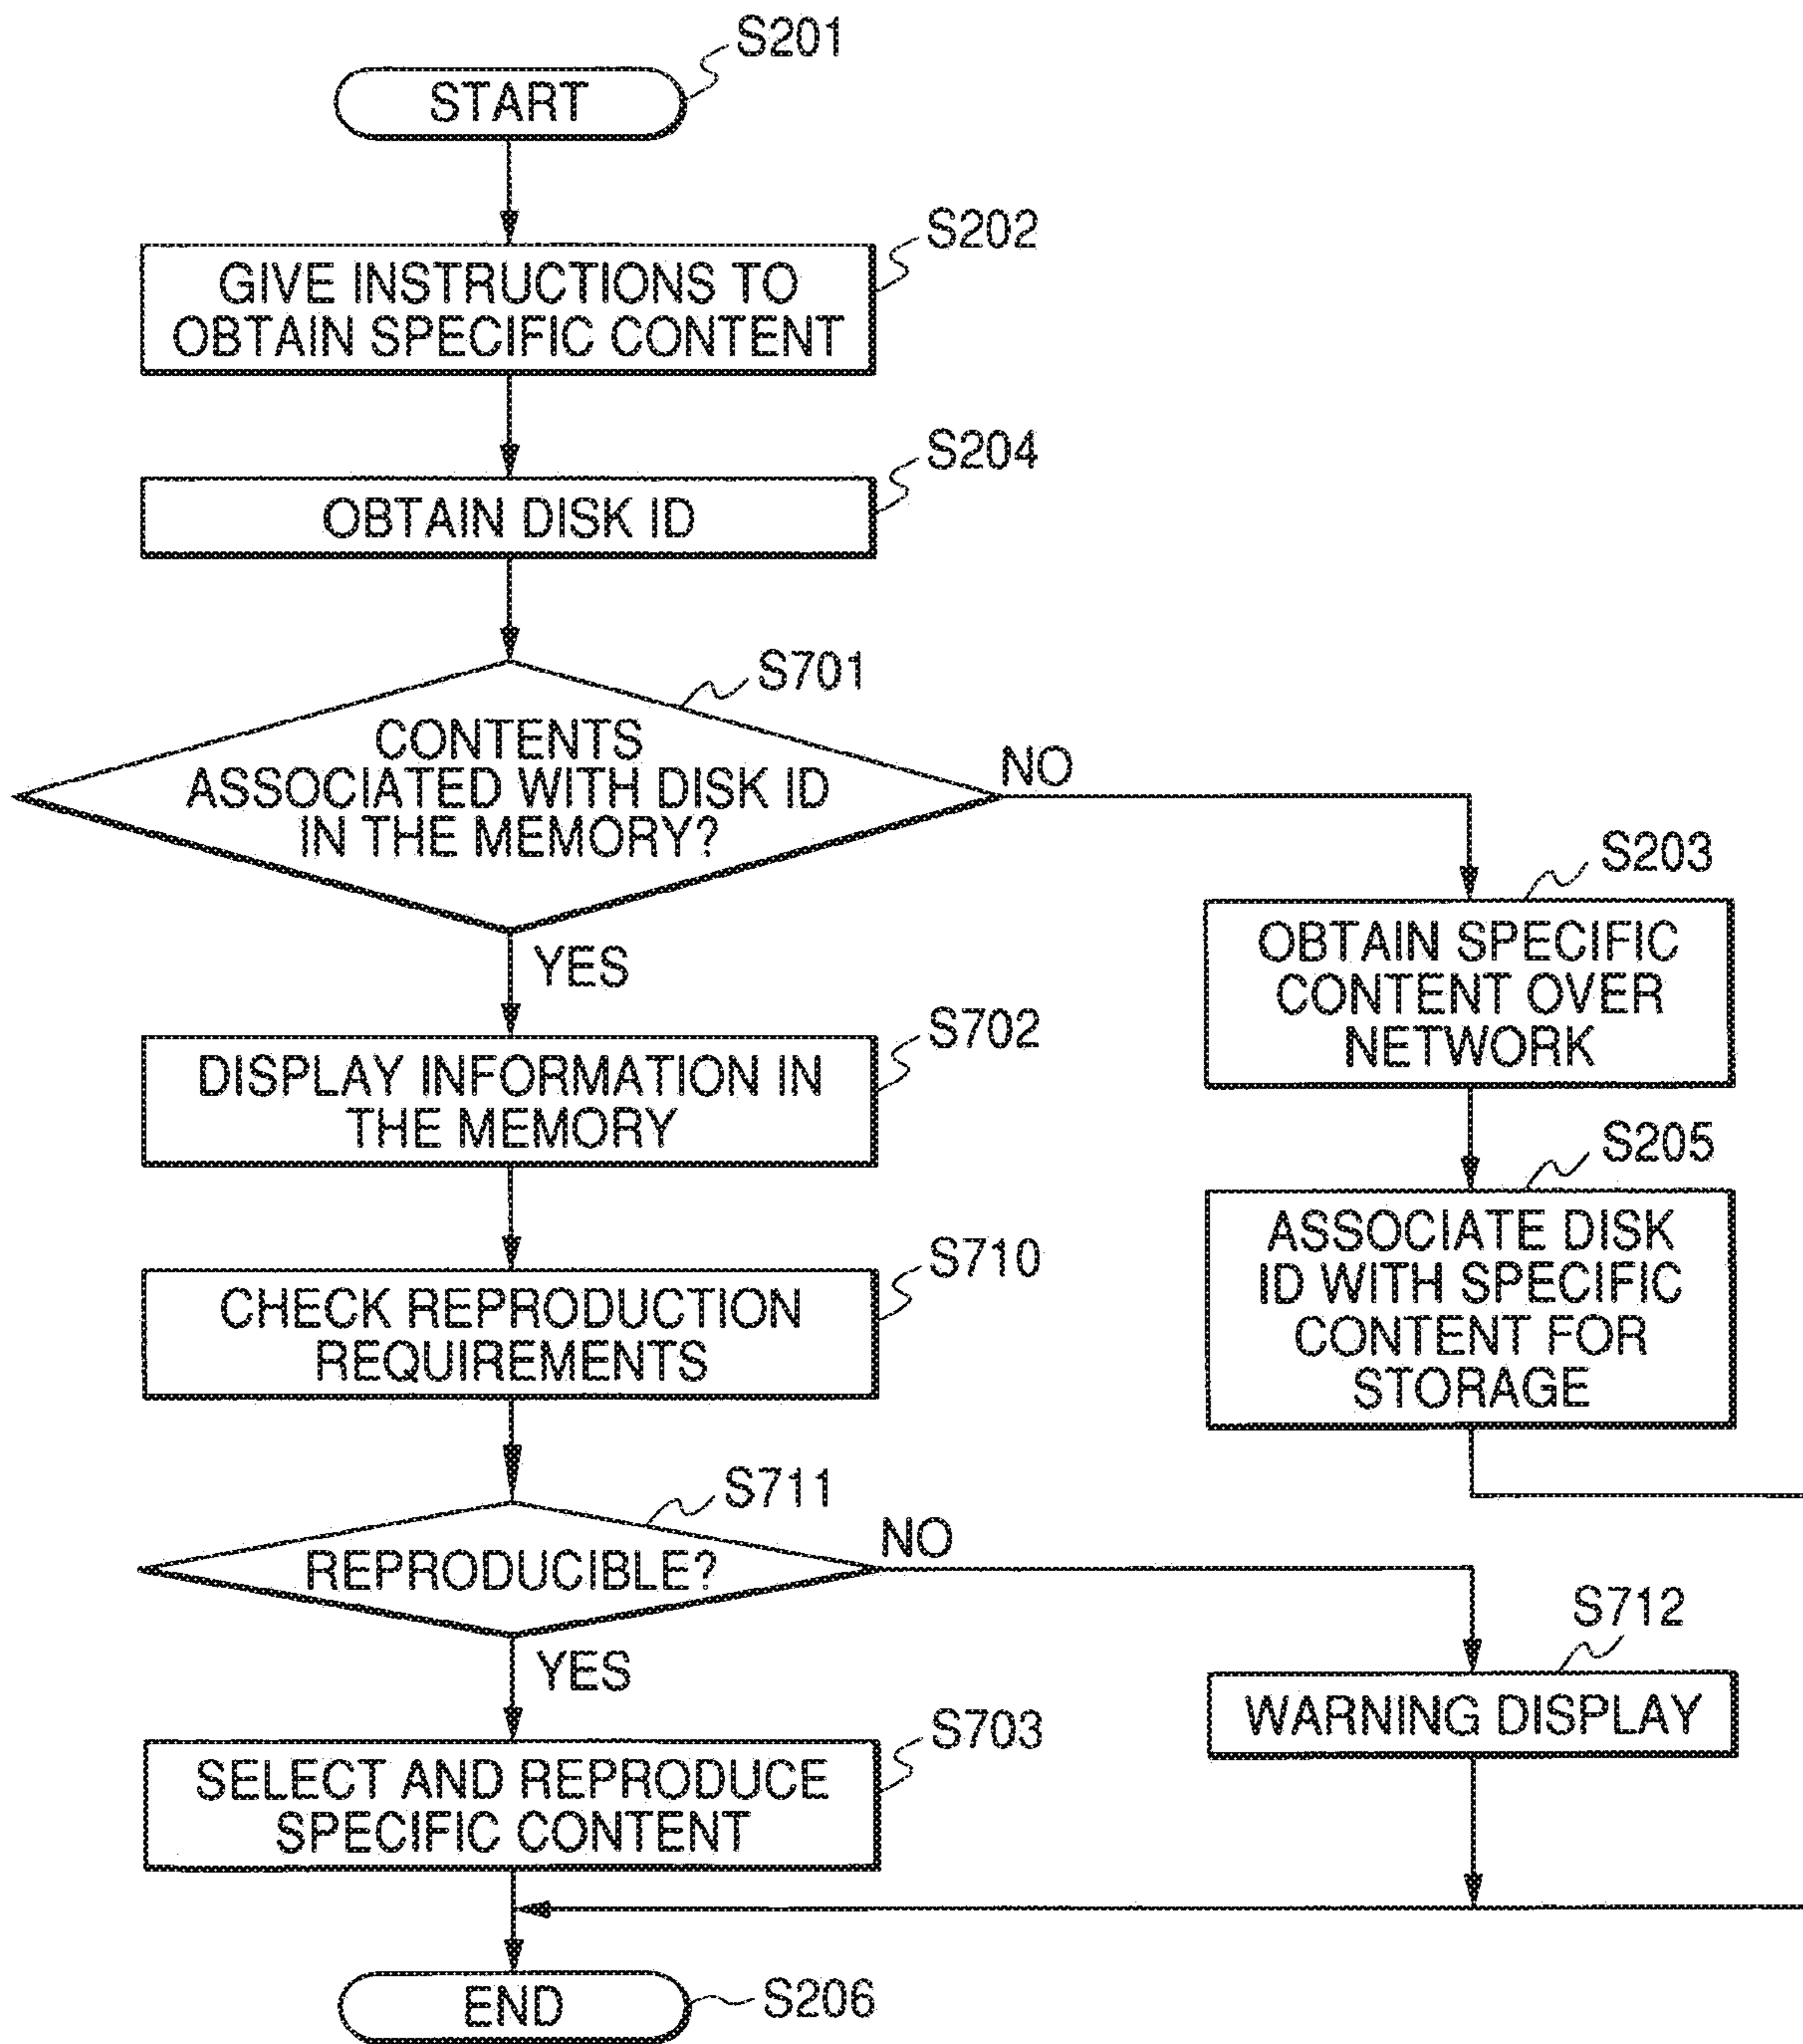 S201
START
S202
GIVE INSTRUCTIONS TO
OBTAIN SPECIFIC CONTENT
S204
OBTAIN DISK ID
S701
CONTENTS
ASSOCIATED WITH DISK ID
IN THE MEMORY?
NO
YES
S203
OBTAIN SPECIFIC
CONTENT OVER
NETWORK
S702
DISPLAY INFORMATION IN
THE MEMORY
S205
ASSOCIATE DISK
ID WITH SPECIFIC
CONTENT FOR
STORAGE
S710
CHECK REPRODUCTION
REQUIREMENTS
S711
REPRODUCIBLE?
NO
YES
S712
WARNING DISPLAY
S703
SELECT AND REPRODUCE
SPECIFIC CONTENT
END
S206